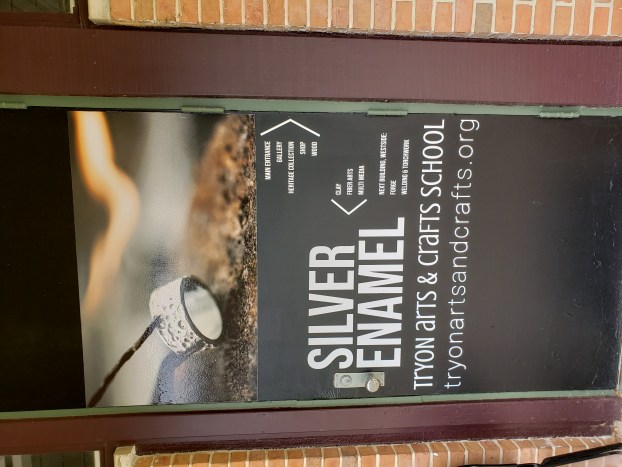 MAIN ENTRANCE
GALLERY
HERITAGE COLLECTION
SHOP
WOOD
CLAY
FIBER ARTS
MULTI MEDIA
NEXT BUILDING, WESTSIDE:
FORGE
WELDING & TORCHWORK
SILVER
ENAMEL
TRYON aRTS & CRaFTS SCHOOL
tryonartsandcrafts.org